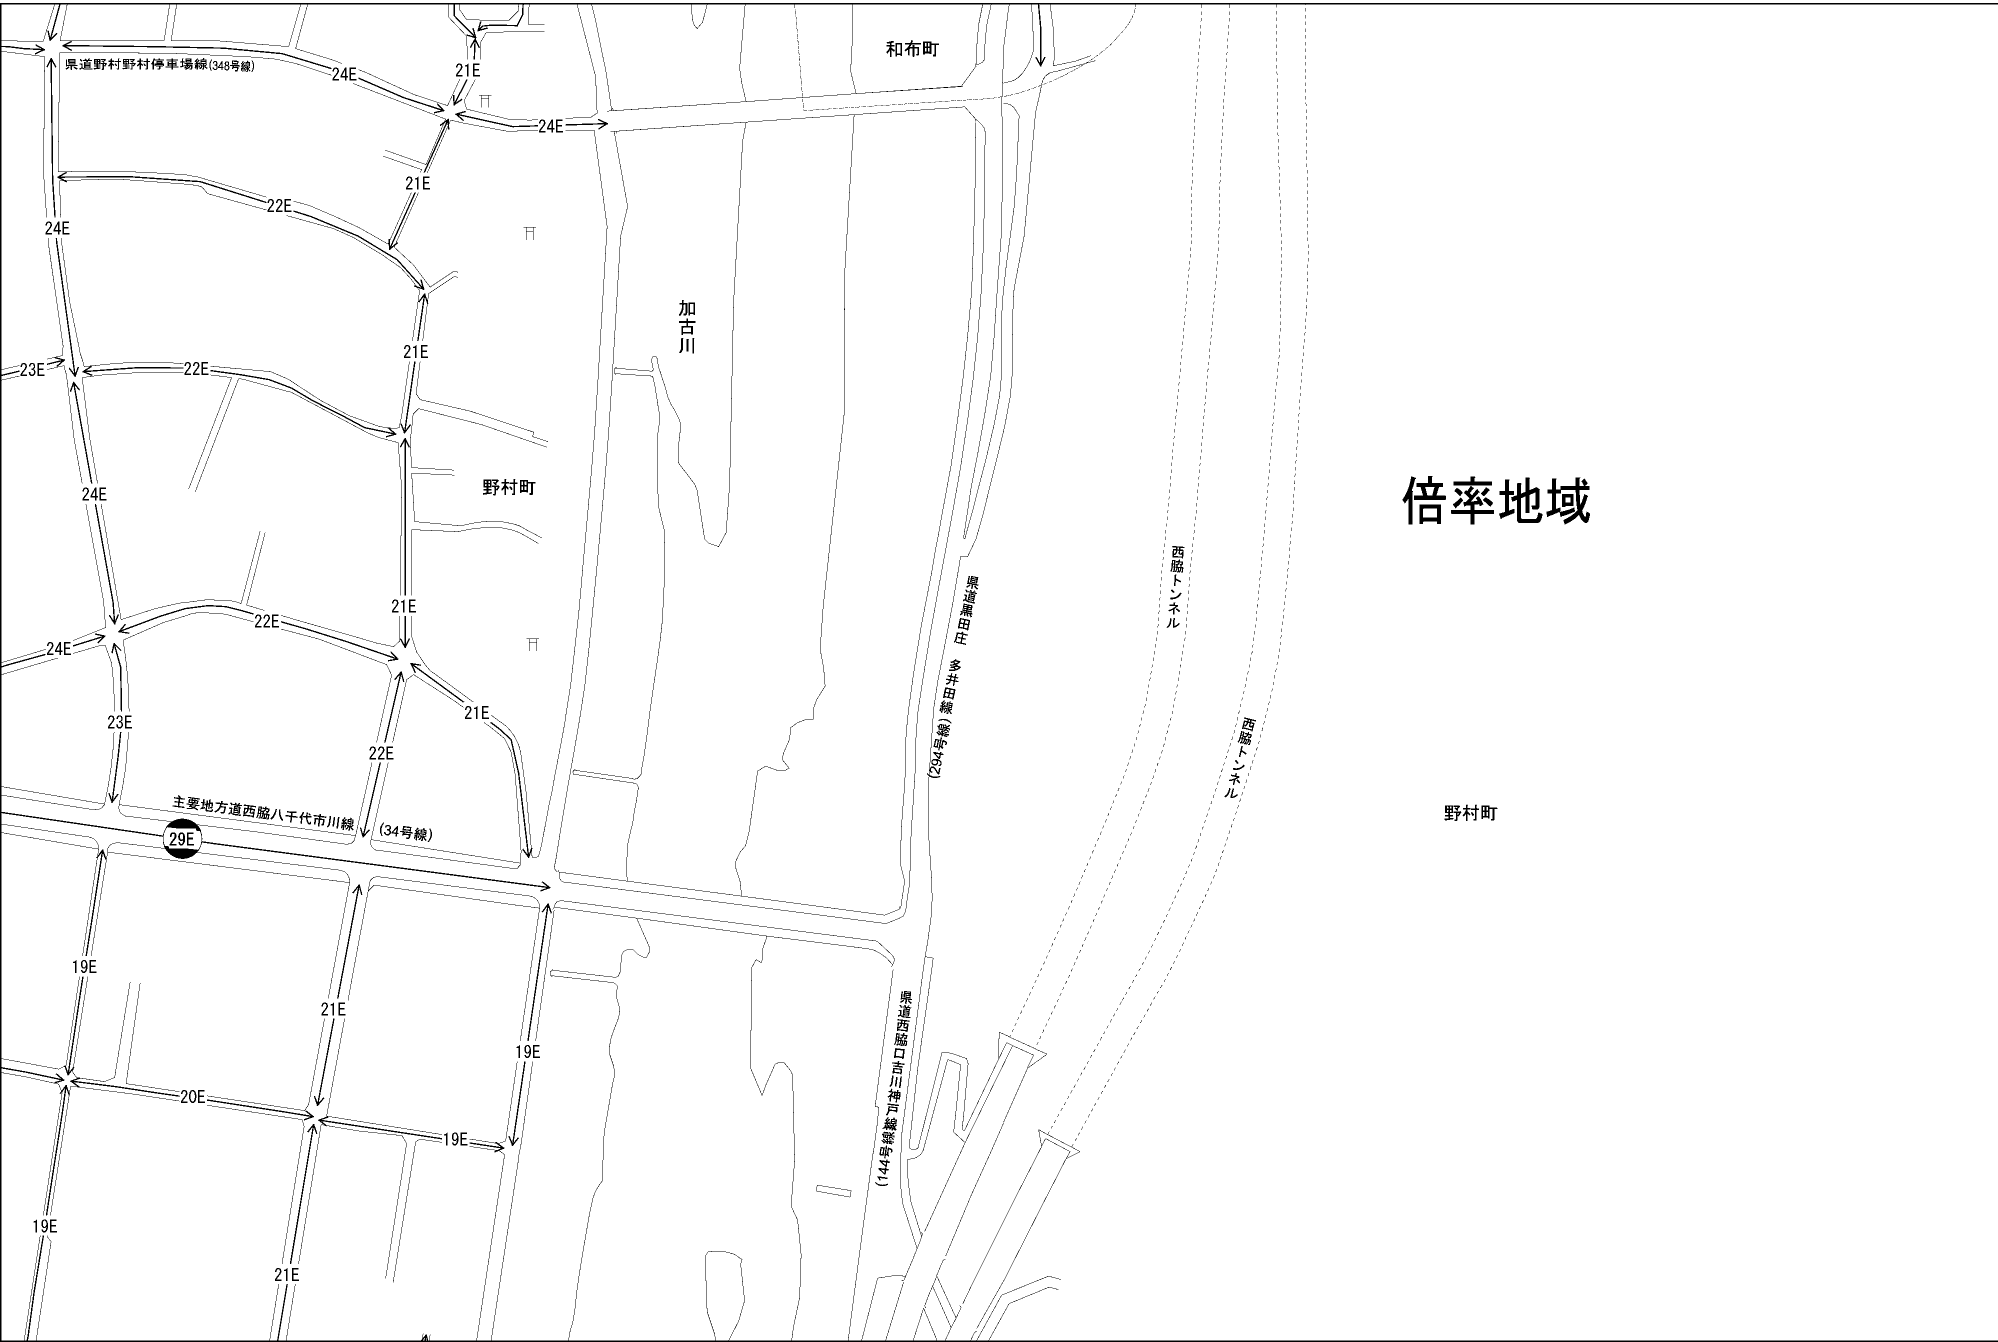 和布町
県道野村野村停車場線(348号線)
24E
21E
24E
21E
22E
24E
加古川
21E
23E
22E
24E
野村町
倍率地域
西脇トンネル
県道黒田庄　多井田線
(294号線)
21E
22E
24E
21E
23E
22E
西脇トンネル
野村町
主要地方道西脇八千代市川線
(34号線)
29E
19E
21E
県道西脇口吉川神戸線
(144号線)
19E
20E
19E
19E
21E